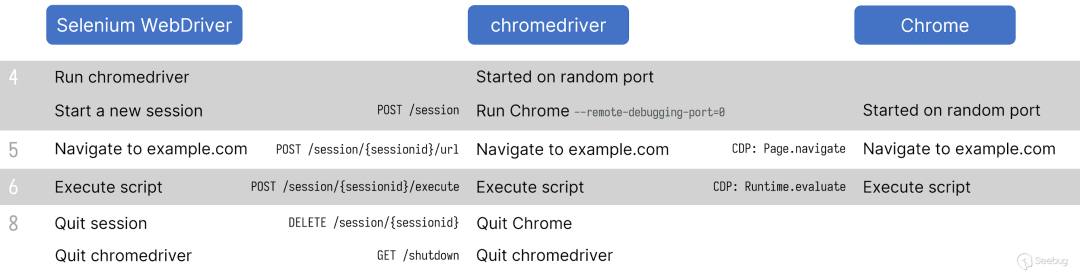 Selenium WebDriver chromedriver Chrome
4 Run chromedriver Started on random port
Start a new session POST /session Run Chrome --remote-debugging-port=0 Started on random port
5 Navigate to example.com POST /session/{sessionid}/url Navigate to example.com CDP: Page.navigate Navigate to example.com
6 Execute script POST /session/{sessionid}/execute Execute script CDP: Runtime.evaluate Execute script
8 Quit session DELETE /session/{sessionid} Quit Chrome
Quit chromedriver GET /shutdown Quit chromedriver
Seebug